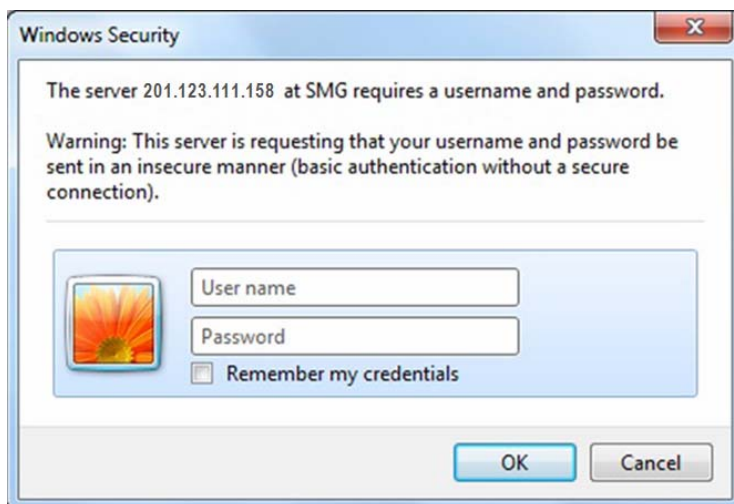 Windows Security
The server 201.123.111.158 at SMG requires a username and password.
Warning: This server is requesting that your username and password be
sent in an insecure manner (basic authentication without a secure
connection).
User name
Password
Remember my credentials
OK
Cancel